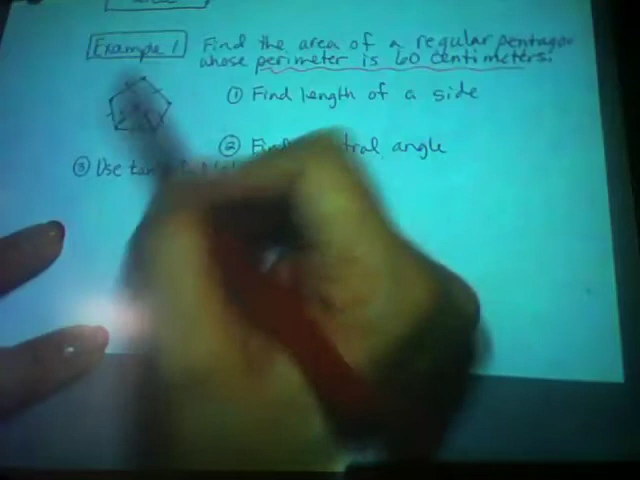 Example 1 Find the area of a regular pentagon
whose perimeter is 60 centimeters.
① Find length of a side
② angle
③ Use